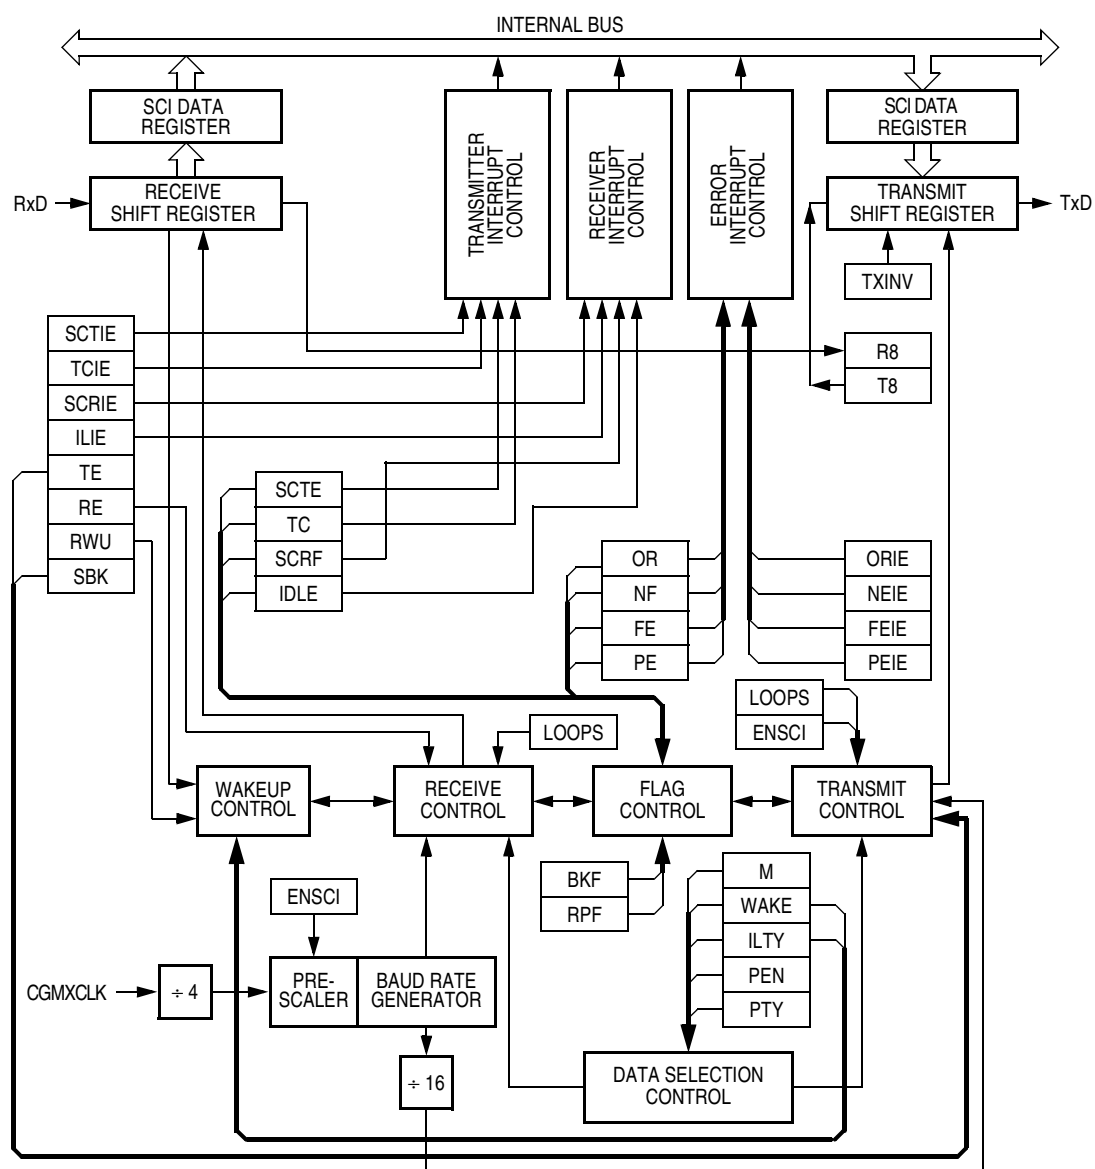 INTERNAL BUS
SCI DATA
REGISTER
SCI DATA
REGISTER
TRANSMITTER
INTERRUPT
CONTROL
RECEIVER
INTERRUPT
CONTROL
ERROR
INTERRUPT
CONTROL
RxD
RECEIVE
SHIFT REGISTER
TRANSMIT
SHIFT REGISTER
TxD
TXINV
SCTIE
TCIE
SCRIE
ILIE
TE
RE
RWU
SBK
R8
T8
SCTE
TC
SCRF
IDLE
OR
NF
FE
PE
ORIE
NEIE
FEIE
PEIE
LOOPS
ENSCI
LOOPS
WAKEUP
CONTROL
RECEIVE
CONTROL
FLAG
CONTROL
TRANSMIT
CONTROL
BKF
RPF
M
WAKE
ILTY
PEN
PTY
ENSCI
CGMXCLK
÷ 4
PRE-
SCALER
BAUD RATE
GENERATOR
÷ 16
DATA SELECTION
CONTROL